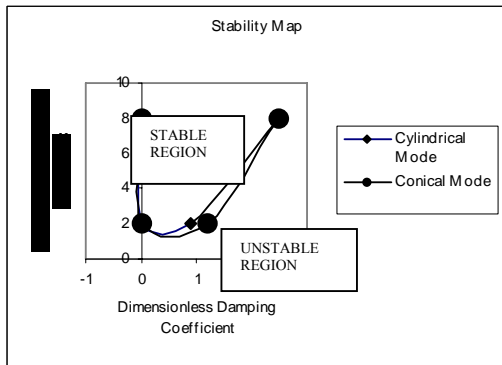 Stability Map
10
8
6
4
2
0
-1 0 1
STABLE
REGION
UNSTABLE
REGION
Dimensionless Damping
Coefficient
Cylindrical
Mode
Conical Mode